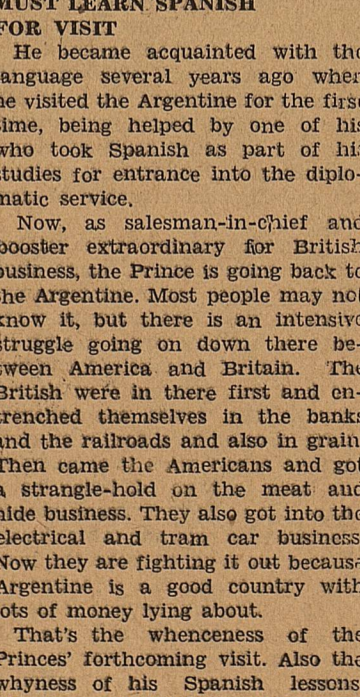 MUST LEARN SPANISH
FOR VISIT
He became acquainted with the
language several years ago when
he visited the Argentine for the first
time, being helped by one of his
who took Spanish as part of his
studies for entrance into the diplo-
matic service.
Now, as salesman-in-chief and
booster extraordinary for British
business, the Prince is going back to
the Argentine. Most people may not
know it, but there is an intensive
struggle going on down there be-
tween America and Britain. The
British were in there first and en-
trenched themselves in the banks
and the railroads and also in grain
Then came the Americans and got
a strangle-hold on the meat and
hide business. They also got into the
electrical and tram car business
Now they are fighting it out because
Argentine is a good country with
lots of money lying about.
That's the whenceness of the
Princes' forthcoming visit. Also the
whyness of his Spanish lessons